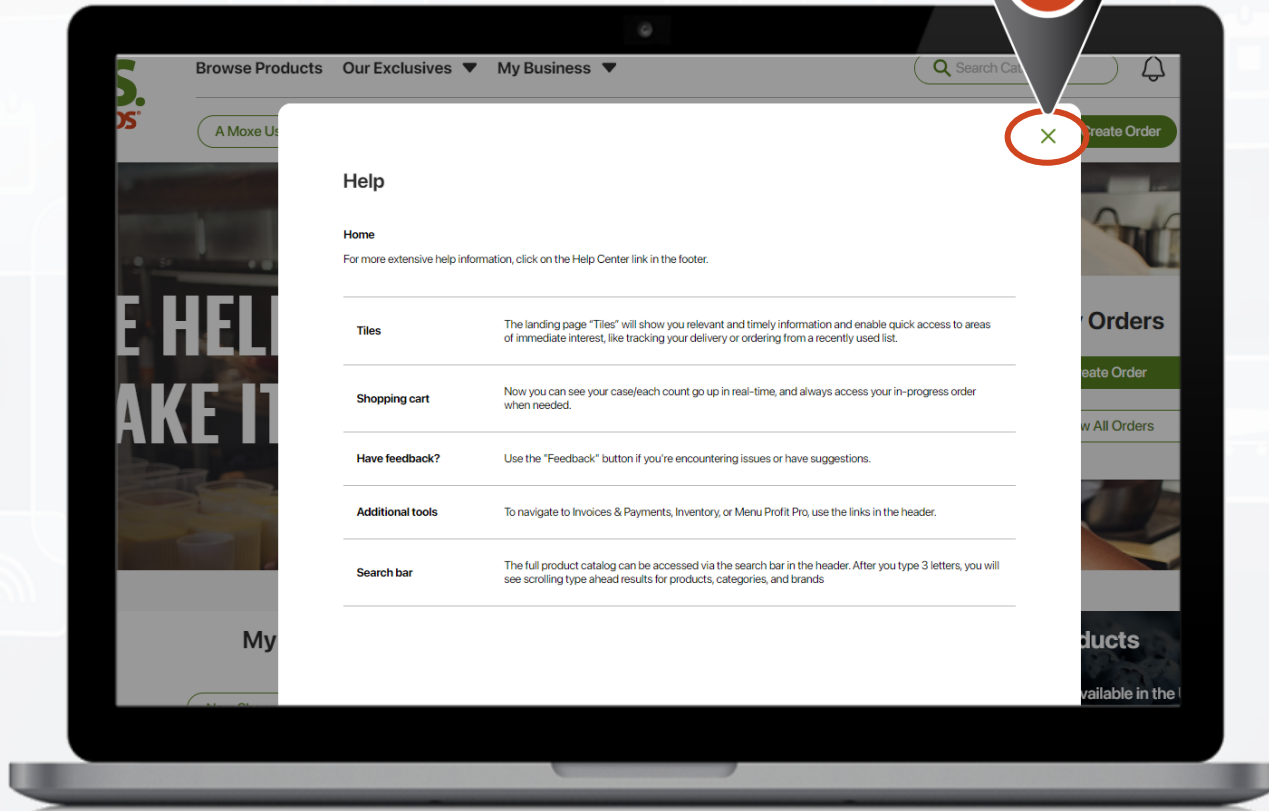 S.
Browse Products Our Exclusives My Business
A Moxe
Create Order
Help
Home
For more extensive help information, click on the Help Center link in the footer.
Tiles
The landing page “Tiles” will show you relevant and timely information and enable quick access to areas
of immediate interest, like tracking your delivery or ordering from a recently used list.
Shopping cart
Now you can see your case/each count go up in real-time, and always access your in-progress order
when needed.
Have feedback?
Use the "Feedback" button if you're encountering issues or have suggestions.
Additional tools
To navigate to Invoices & Payments, Inventory, or Menu Profit Pro, use the links in the header.
Search bar
The full product catalog can be accessed via the search bar in the header. After you type 3 letters, you will
see scrolling type ahead results for products, categories, and brands
E HEL
AKE IT
Orders
eate Order
w All Orders
My
ducts
vailable in the